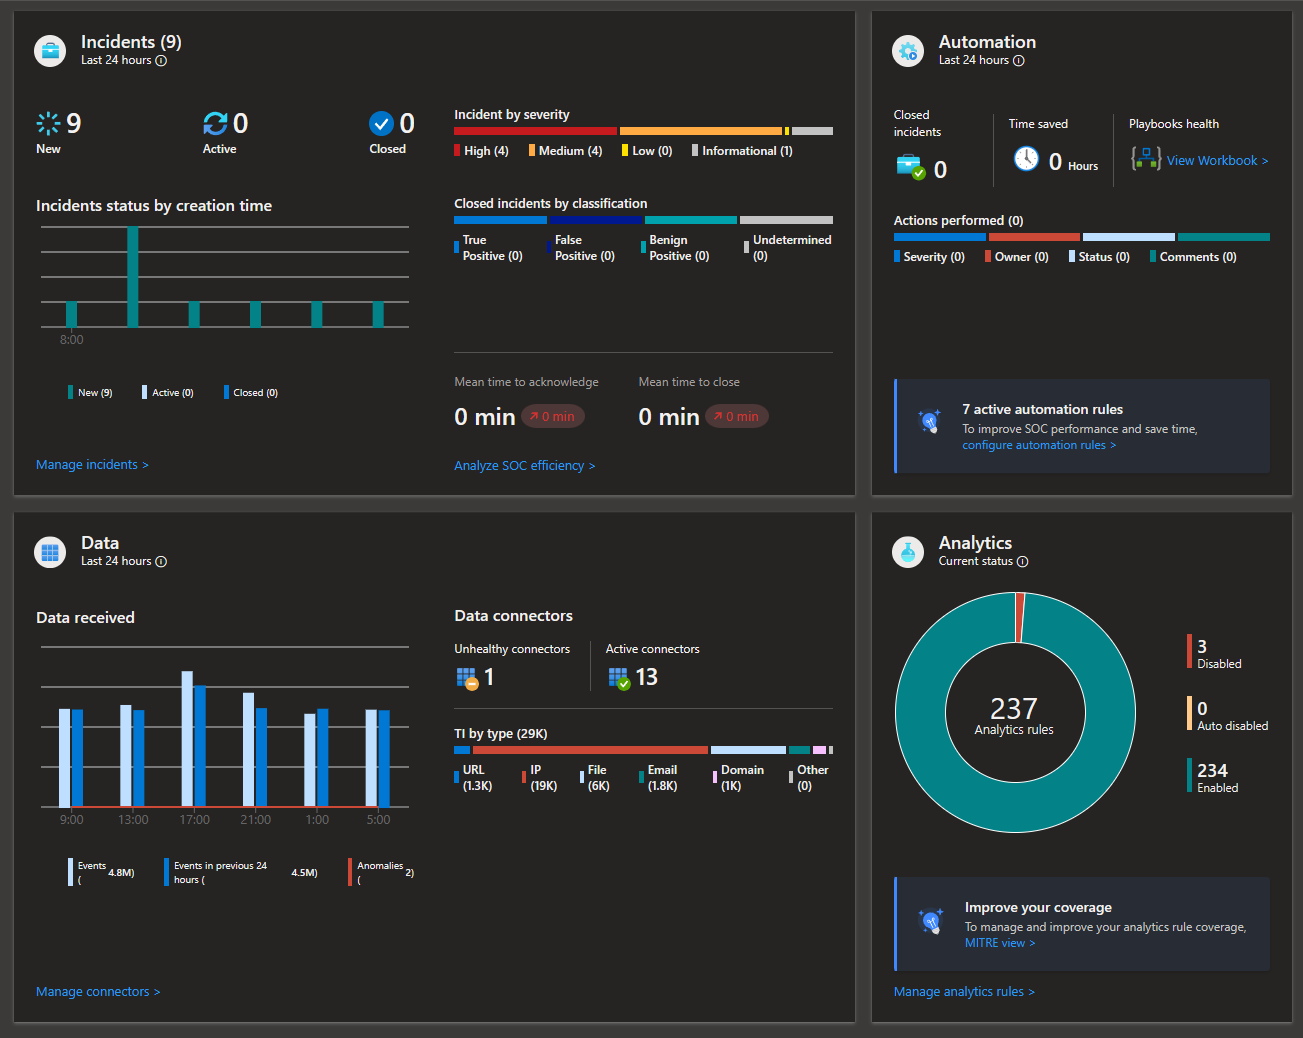 Incidents (9)
Last 24 hours
9
New
0
Active
0
Closed
Incidents status by creation time
8:00
New (9)
Active (0)
Closed (0)
Manage incidents >
Incident by severity
High (4)
Medium (4)
Low (0)
Informational (1)
Closed incidents by classification
True
Positive (0)
False
Positive (0)
Benign
Positive (0)
Undetermined
(0)
Mean time to acknowledge
0 min
0 min
Mean time to close
0 min
0 min
Analyze SOC efficiency >
Automation
Last 24 hours
Closed
incidents
0
Time saved
0 Hours
Playbooks health
View Workbook >
Actions performed (0)
Severity (0)
Owner (0)
Status (0)
Comments (0)
7 active automation rules
To improve SOC performance and save time,
configure automation rules >
Data
Last 24 hours
Data received
9:00
13:00
17:00
21:00
1:00
5:00
Events
( 4.8M)
Events in previous 24
hours ( 4.5M)
Anomalies
( 2)
Manage connectors >
Data connectors
Unhealthy connectors
1
Active connectors
13
TI by type (29K)
URL
(1.3K)
IP
(19K)
File
(6K)
Email
(1.8K)
Domain
(1K)
Other
(0)
Analytics
Current status
237
Analytics rules
3
Disabled
0
Auto disabled
234
Enabled
Improve your coverage
To manage and improve your analytics rule coverage,
MITRE view >
Manage analytics rules >